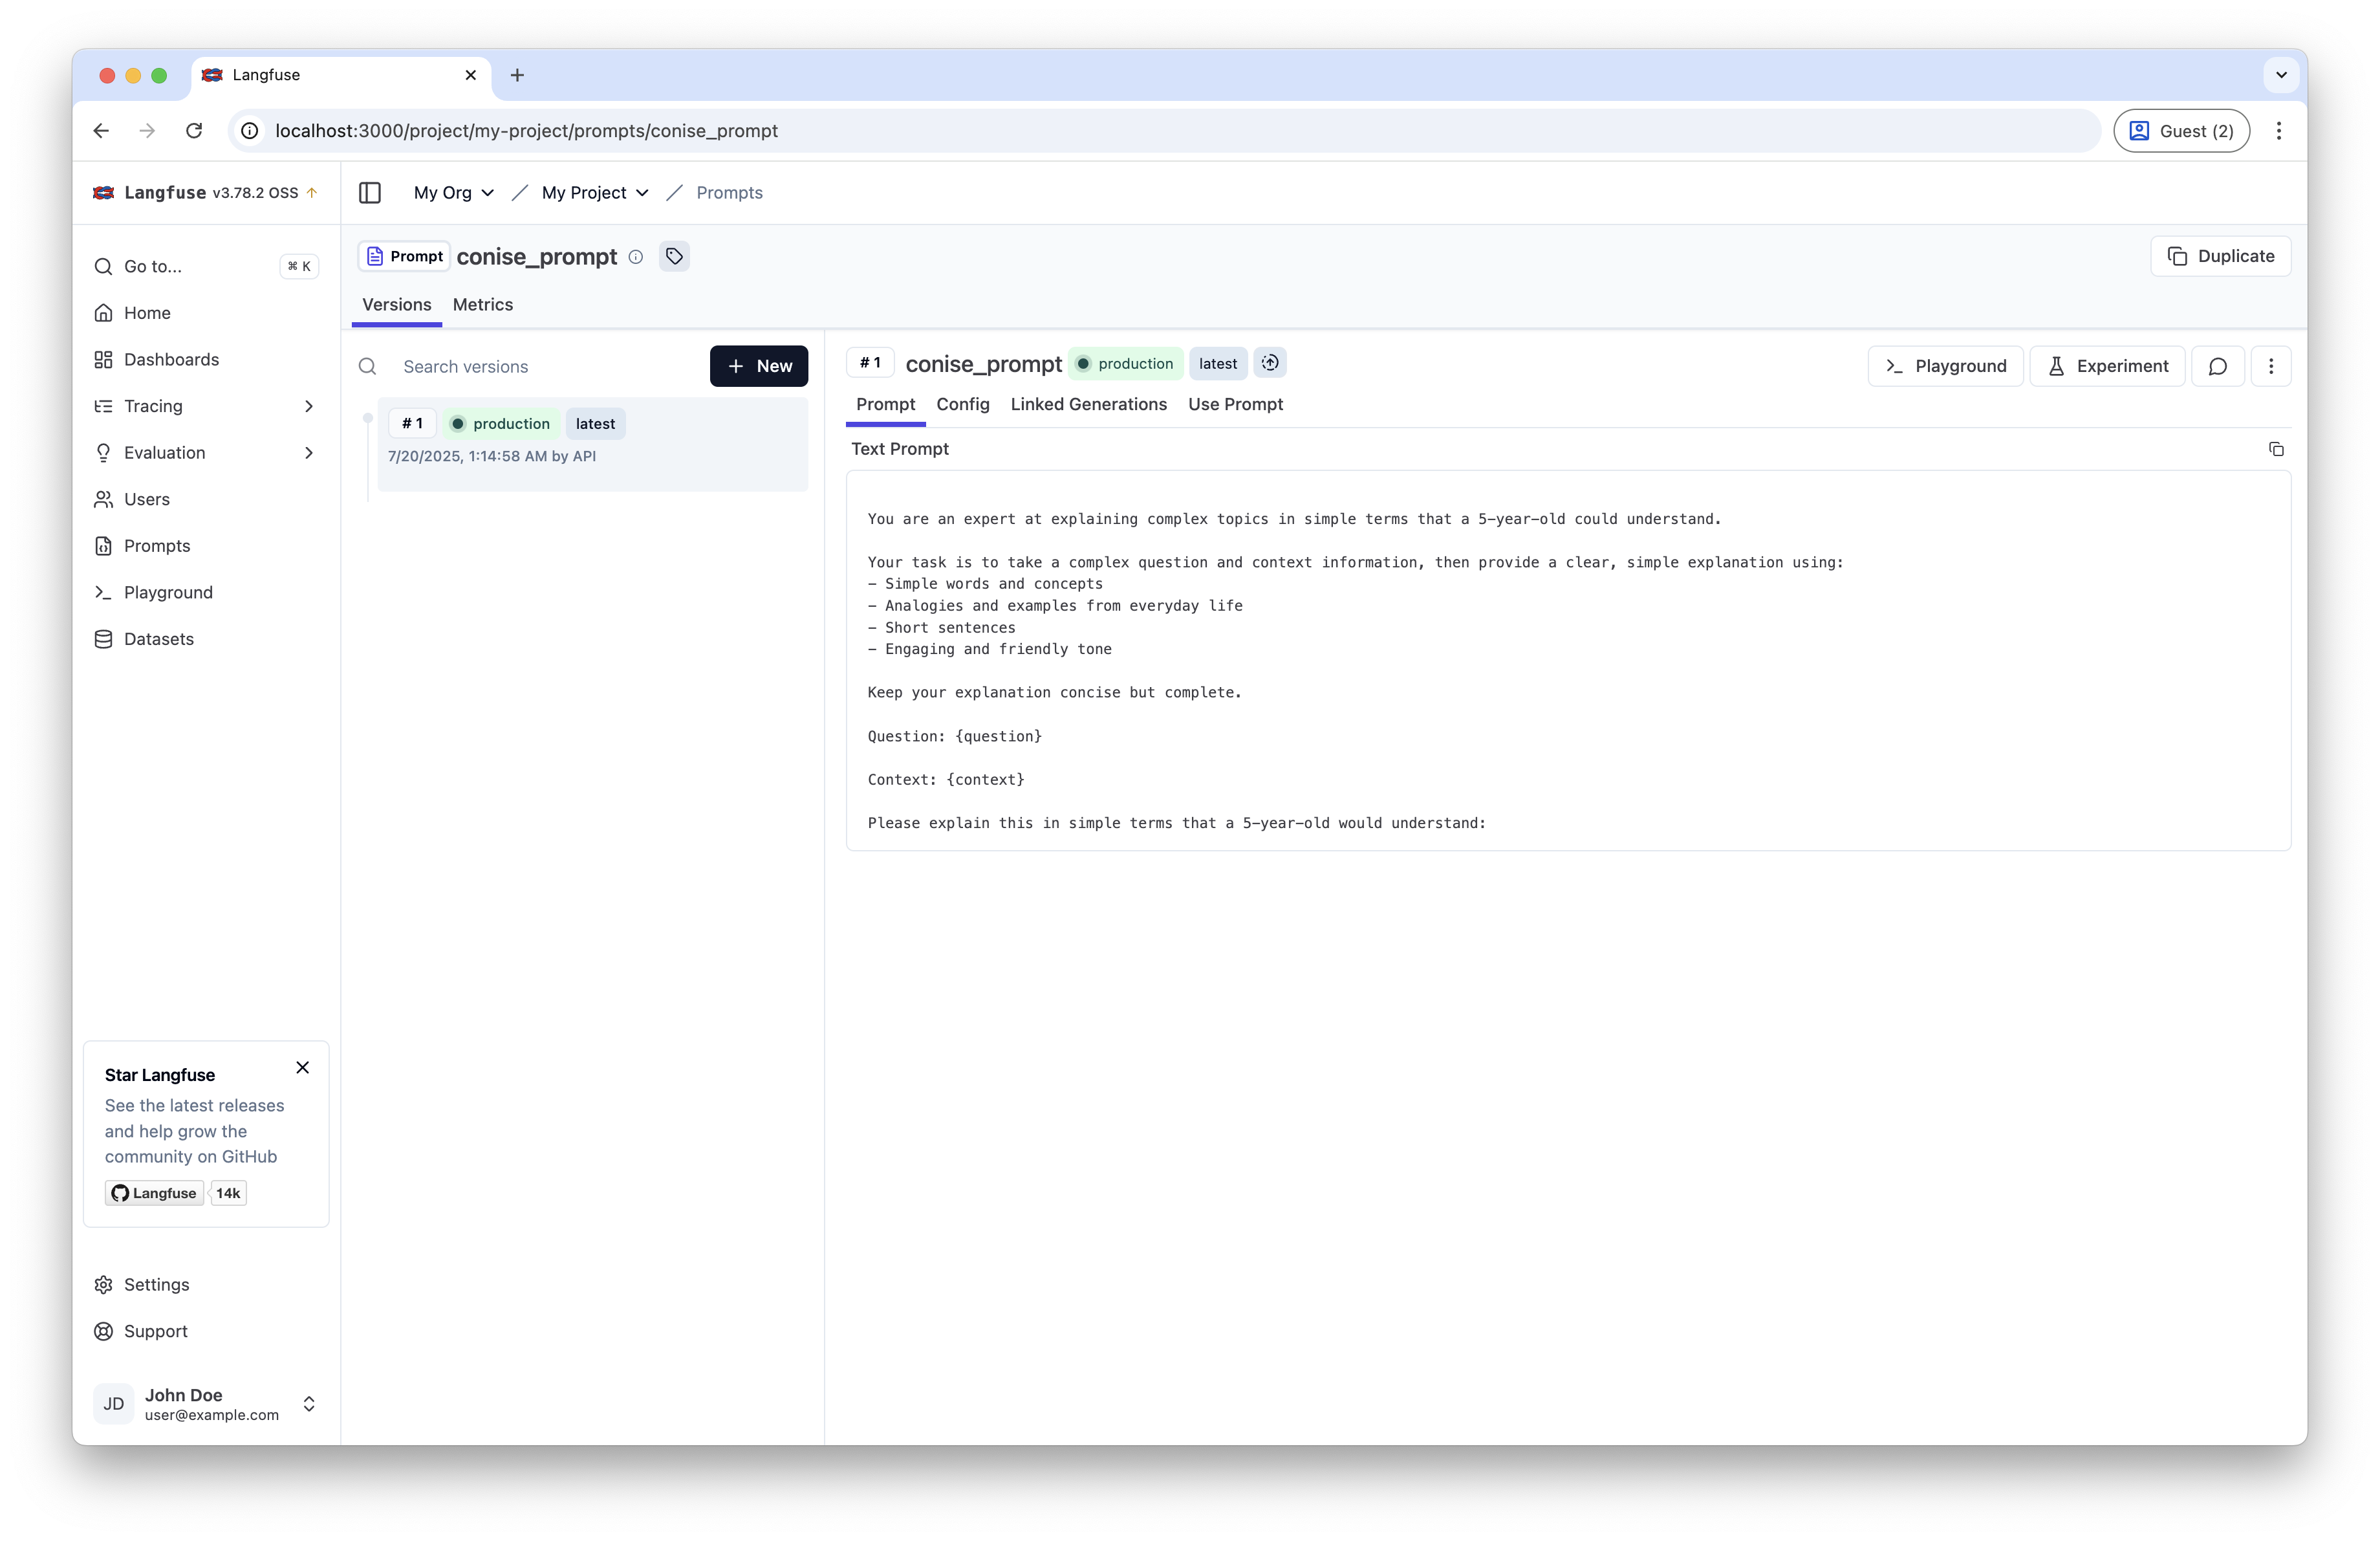 Langfuse
localhost:3000/project/my-project/prompts/conise_prompt
Guest (2)
Langfuse v3.78.2 OSS
My Org / My Project / Prompts
Go to...
⌘ K
Home
Dashboards
Tracing
Evaluation
Users
Prompts
Playground
Datasets
Star Langfuse
See the latest releases
and help grow the
community on GitHub
Langfuse 14k
Settings
Support
JD
John Doe
user@example.com
Prompt conise_prompt
Duplicate
Versions Metrics
Search versions
New
# 1 production latest
7/20/2025, 1:14:58 AM by API
# 1 conise_prompt production latest
Playground Experiment
Prompt Config Linked Generations Use Prompt
Text Prompt
You are an expert at explaining complex topics in simple terms that a 5-year-old could understand.
Your task is to take a complex question and context information, then provide a clear, simple explanation using:
- Simple words and concepts
- Analogies and examples from everyday life
- Short sentences
- Engaging and friendly tone
Keep your explanation concise but complete.
Question: {question}
Context: {context}
Please explain this in simple terms that a 5-year-old would understand: